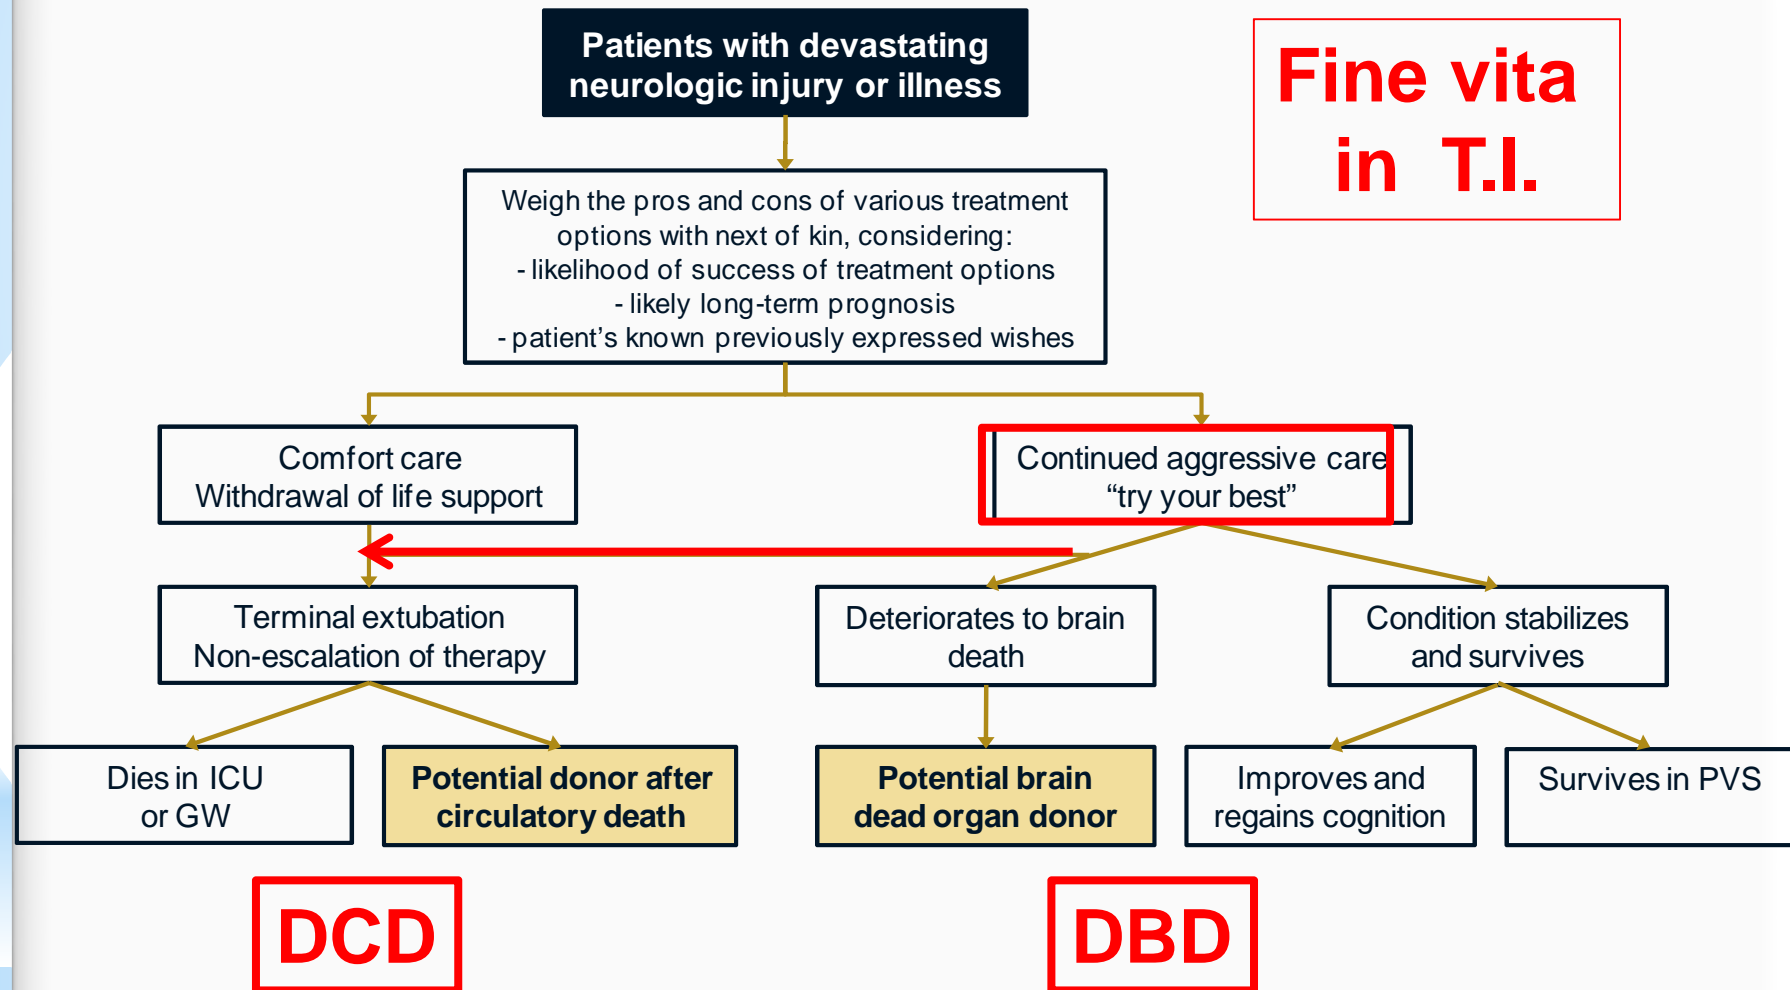 Patients with devastating
neurologic injury or illness
Fine vita
in T.I.
Weigh the pros and cons of various treatment
options with next of kin, considering:
- likelihood of success of treatment options
- likely long-term prognosis
- patient’s known previously expressed wishes
Comfort care
Withdrawal of life support
Continued aggressive care
“try your best”
Terminal extubation
Non-escalation of therapy
Deteriorates to brain
death
Condition stabilizes
and survives
Dies in ICU
or GW
Potential donor after
circulatory death
Potential brain
dead organ donor
Improves and
regains cognition
Survives in PVS
DCD
DBD